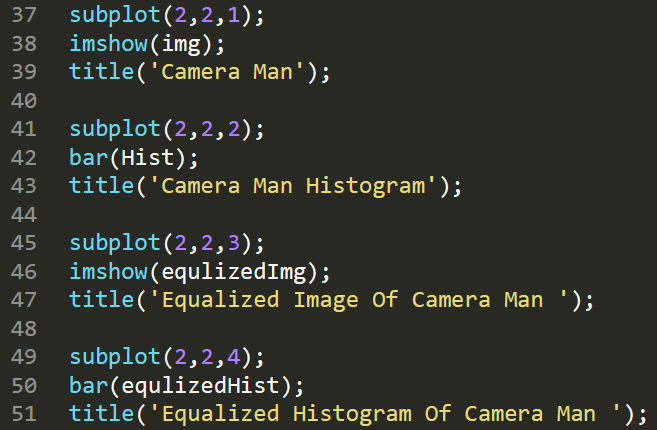 37 subplot(2,2,1);
38 imshow(img);
39 title('Camera Man');
40
41 subplot(2,2,2);
42 bar(Hist);
43 title('Camera Man Histogram');
44
45 subplot(2,2,3);
46 imshow(equlizedImg);
47 title('Equalized Image Of Camera Man ');
48
49 subplot(2,2,4);
50 bar(equlizedHist);
51 title('Equalized Histogram Of Camera Man ');